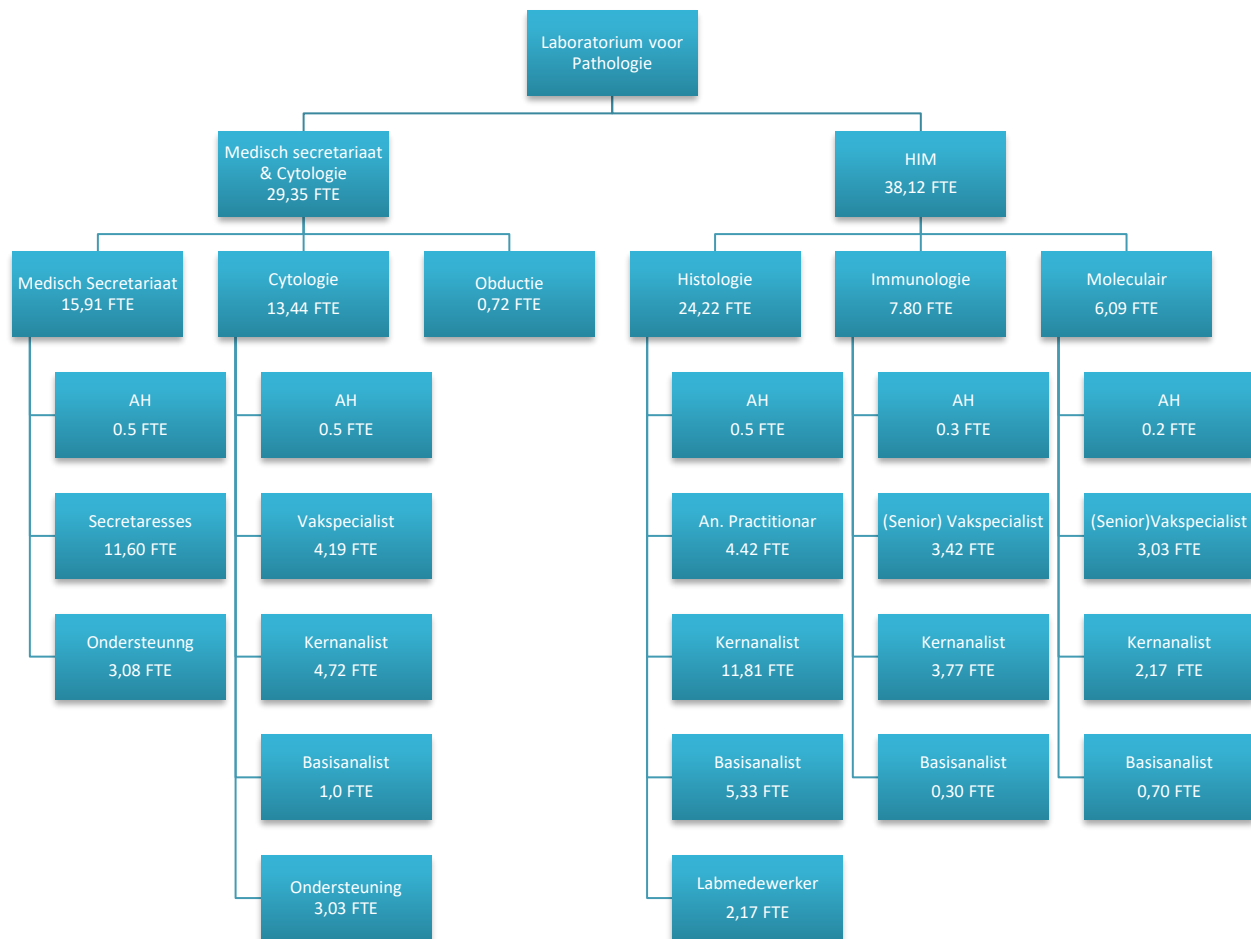 Laboratorium voor
Pathologie
Medisch secretariaat
& Cytologie
29,35 FTE
HIM
38,12 FTE
Medisch Secretariaat
15,91 FTE
Cytologie
13,44 FTE
Obductie
0,72 FTE
Histologie
24,22 FTE
Immunologie
7.80 FTE
Moleculair
6,09 FTE
AH
0.5 FTE
AH
0.5 FTE
AH
0.5 FTE
AH
0.3 FTE
AH
0.2 FTE
Secretaresses
11,60 FTE
Vakspecialist
4,19 FTE
An. Practitionar
4.42 FTE
(Senior) Vakspecialist
3,42 FTE
(Senior)Vakspecialist
3,03 FTE
Ondersteunng
3,08 FTE
Kernanalist
4,72 FTE
Kernanalist
11,81 FTE
Kernanalist
3,77 FTE
Kernanalist
2,17 FTE
Basisanalist
1,0 FTE
Basisanalist
5,33 FTE
Basisanalist
0,30 FTE
Basisanalist
0,70 FTE
Ondersteuning
3,03 FTE
Labmedewerker
2,17 FTE